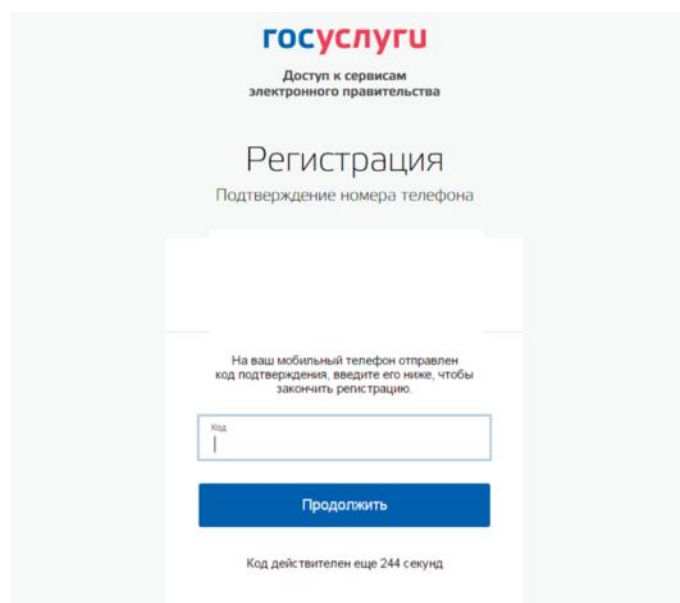 госуслуги
Доступ к сервисам
электронного правительства
Регистрация
Подтверждение номера телефона
На ваш мобильный телефон отправлен
код подтверждения, введите его ниже, чтобы
закончить регистрацию.
Код
Продолжить
Код действителен еще 244 секунд